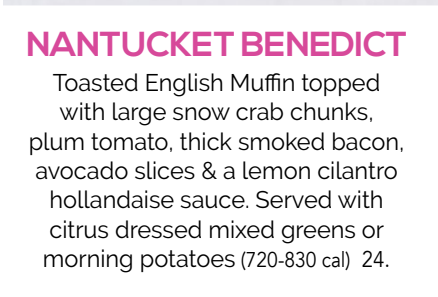 NANTUCKET BENEDICT
Toasted English Muffin topped
with large snow crab chunks,
plum tomato, thick smoked bacon,
avocado slices & a lemon cilantro
hollandaise sauce. Served with
citrus dressed mixed greens or
morning potatoes (720-830 cal) 24.